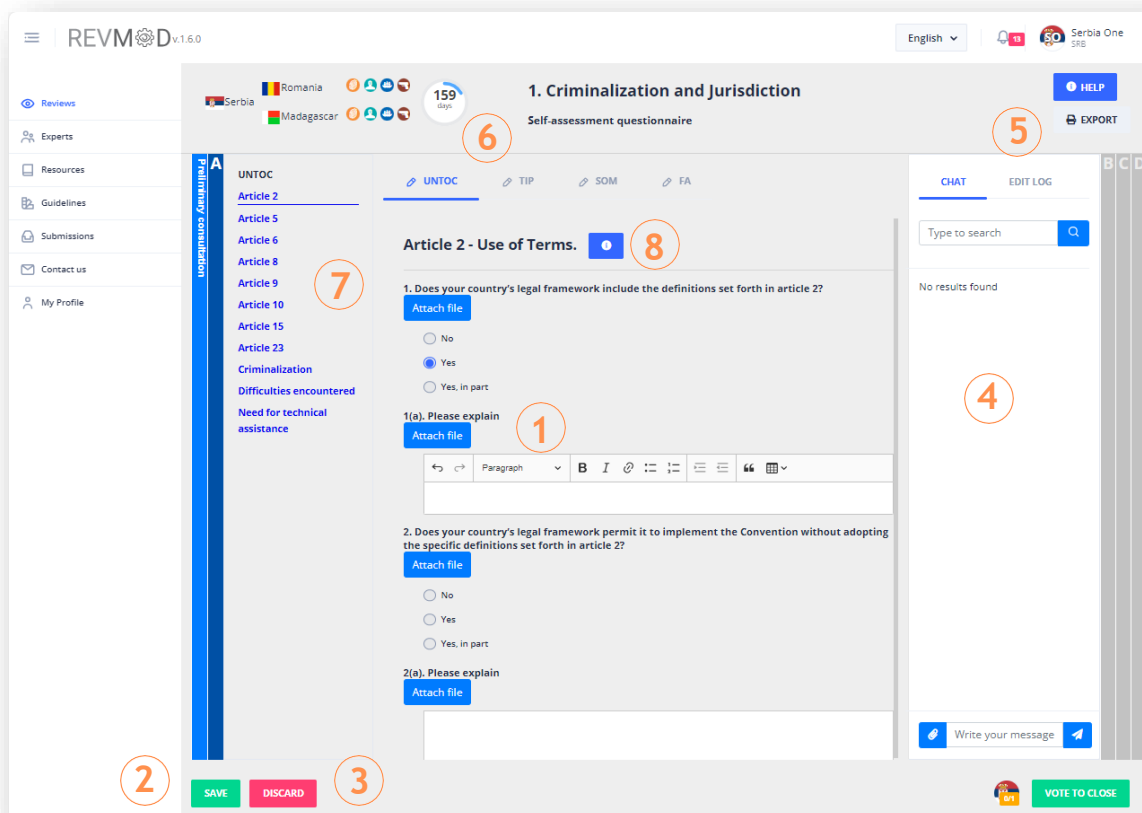 REVMOD v.1.6.0
English
13
SO
Serbia One
SRB
Reviews
Experts
Resources
Guidelines
Submissions
Contact us
My Profile
Serbia
Romania
Madagascar
159
days
6
1. Criminalization and Jurisdiction
Self-assessment questionnaire
HELP
EXPORT
5
Preliminary consultation
A
UNTOC
Article 2
Article 5
Article 6
Article 8
Article 9
Article 10
Article 15
Article 23
Criminalization
Difficulties encountered
Need for technical
assistance
7
UNTOC
TIP
SOM
FA
Article 2 - Use of Terms.
8
1. Does your country's legal framework include the definitions set forth in article 2?
Attach file
No
Yes
Yes, in part
1(a). Please explain
Attach file
1
Paragraph
B
I
2. Does your country's legal framework permit it to implement the Convention without adopting
the specific definitions set forth in article 2?
Attach file
No
Yes
Yes, in part
2(a). Please explain
Attach file
CHAT
EDIT LOG
Type to search
No results found
4
Write your message
B
C
D
2
SAVE
DISCARD
3
0/1
VOTE TO CLOSE